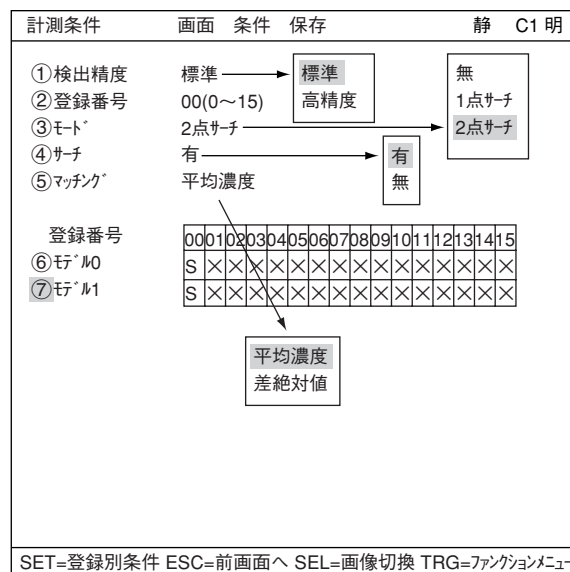 計測条件 画面 条件 保存 静 C1 明
①検出精度 標準 標準 無
②登録番号 00(0～15) 高精度 1点ｻｰﾁ
③ﾓｰﾄﾞ 2点ｻｰﾁ 2点ｻｰﾁ
④ｻｰﾁ 有 有
⑤ﾏｯﾁﾝｸﾞ 平均濃度 無
登録番号 00 01 02 03 04 05 06 07 08 09 10 11 12 13 14 15
⑥ﾓﾃﾞﾙ0 S × × × × × × × × × × × × × × ×
⑦ﾓﾃﾞﾙ1 S × × × × × × × × × × × × × × ×
平均濃度
差絶対値
SET=登録別条件 ESC=前画面へ SEL=画像切換 TRG=ﾌｧﾝｸｼｮﾝﾒﾆｭｰ